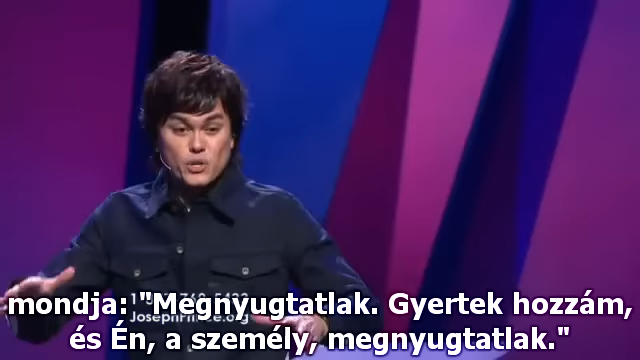 mondja: "Megnyugtatlak. Gyertek hozzám,
és Én, a személy, megnyugtatlak."